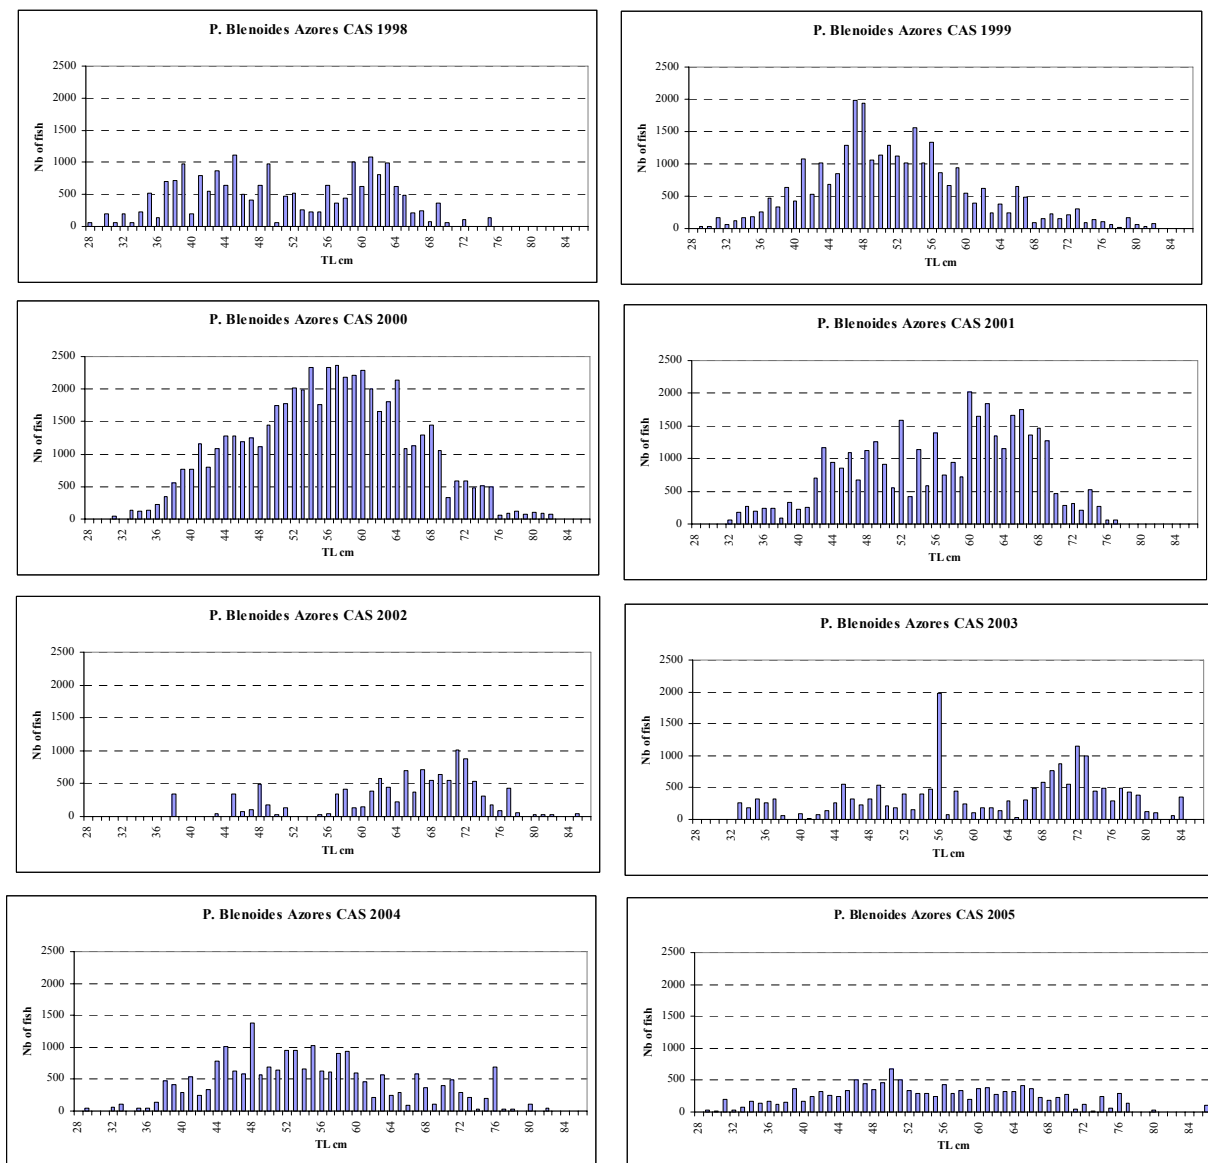 P. Blenoides Azores CAS 1998
2500
2000
1500
1000
500
0
Nb of fish
28 32 36 40 44 48 52 56 60 64 68 72 76 80 84
TL cm
P. Blenoides Azores CAS 1999
2500
2000
1500
1000
500
0
Nb of fish
28 32 36 40 44 48 52 56 60 64 68 72 76 80 84
TL cm
P. Blenoides Azores CAS 2000
2500
2000
1500
1000
500
0
Nb of fish
28 32 36 40 44 48 52 56 60 64 68 72 76 80 84
TL cm
P. Blenoides Azores CAS 2001
2500
2000
1500
1000
500
0
Nb of fish
28 32 36 40 44 48 52 56 60 64 68 72 76 80 84
TL cm
P. Blenoides Azores CAS 2002
2500
2000
1500
1000
500
0
Nb of fish
28 32 36 40 44 48 52 56 60 64 68 72 76 80 84
TL cm
P. Blenoides Azores CAS 2003
2500
2000
1500
1000
500
0
Nb of fish
28 32 36 40 44 48 52 56 60 64 68 72 76 80 84
TL cm
P. Blenoides Azores CAS 2004
2500
2000
1500
1000
500
0
Nb of fish
28 32 36 40 44 48 52 56 60 64 68 72 76 80 84
TL cm
P. Blenoides Azores CAS 2005
2500
2000
1500
1000
500
0
Nb of fish
28 32 36 40 44 48 52 56 60 64 68 72 76 80 84
TL cm